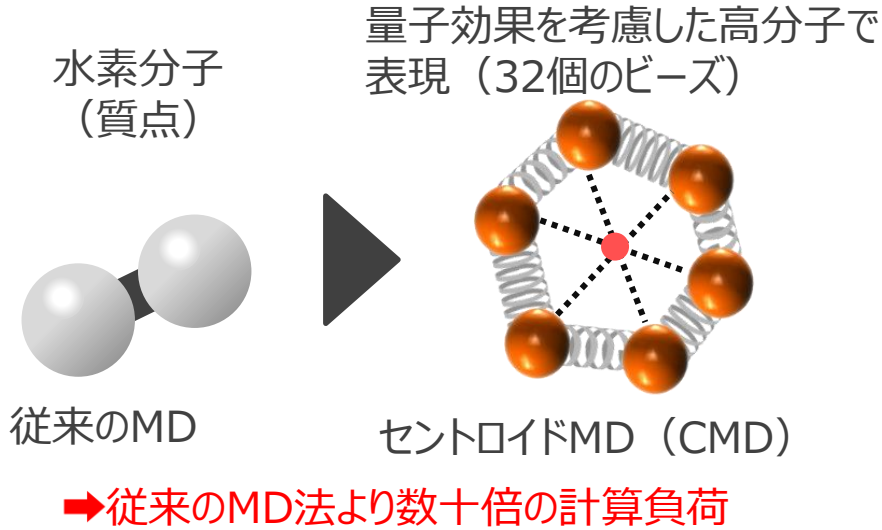 水素分子
（質点）
量子効果を考慮した高分子で
表現（32個のビーズ）
従来のMD
セントロイドMD（CMD）
➡従来のMD法より数十倍の計算負荷